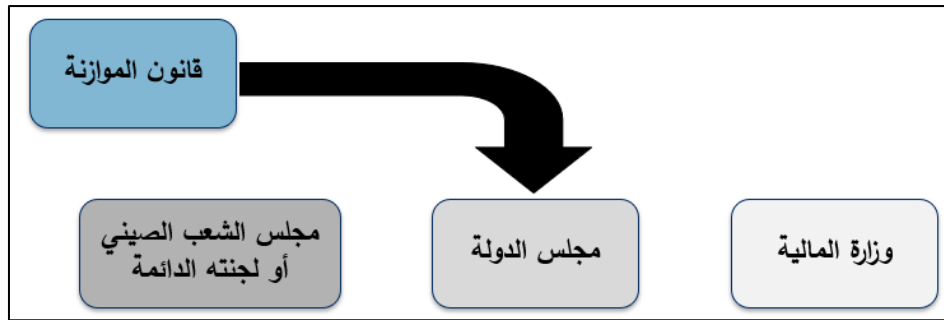 قانون الموازنة
وزارة المالية
مجلس الدولة
مجلس الشعب الصيني
أو لجنته الدائمة